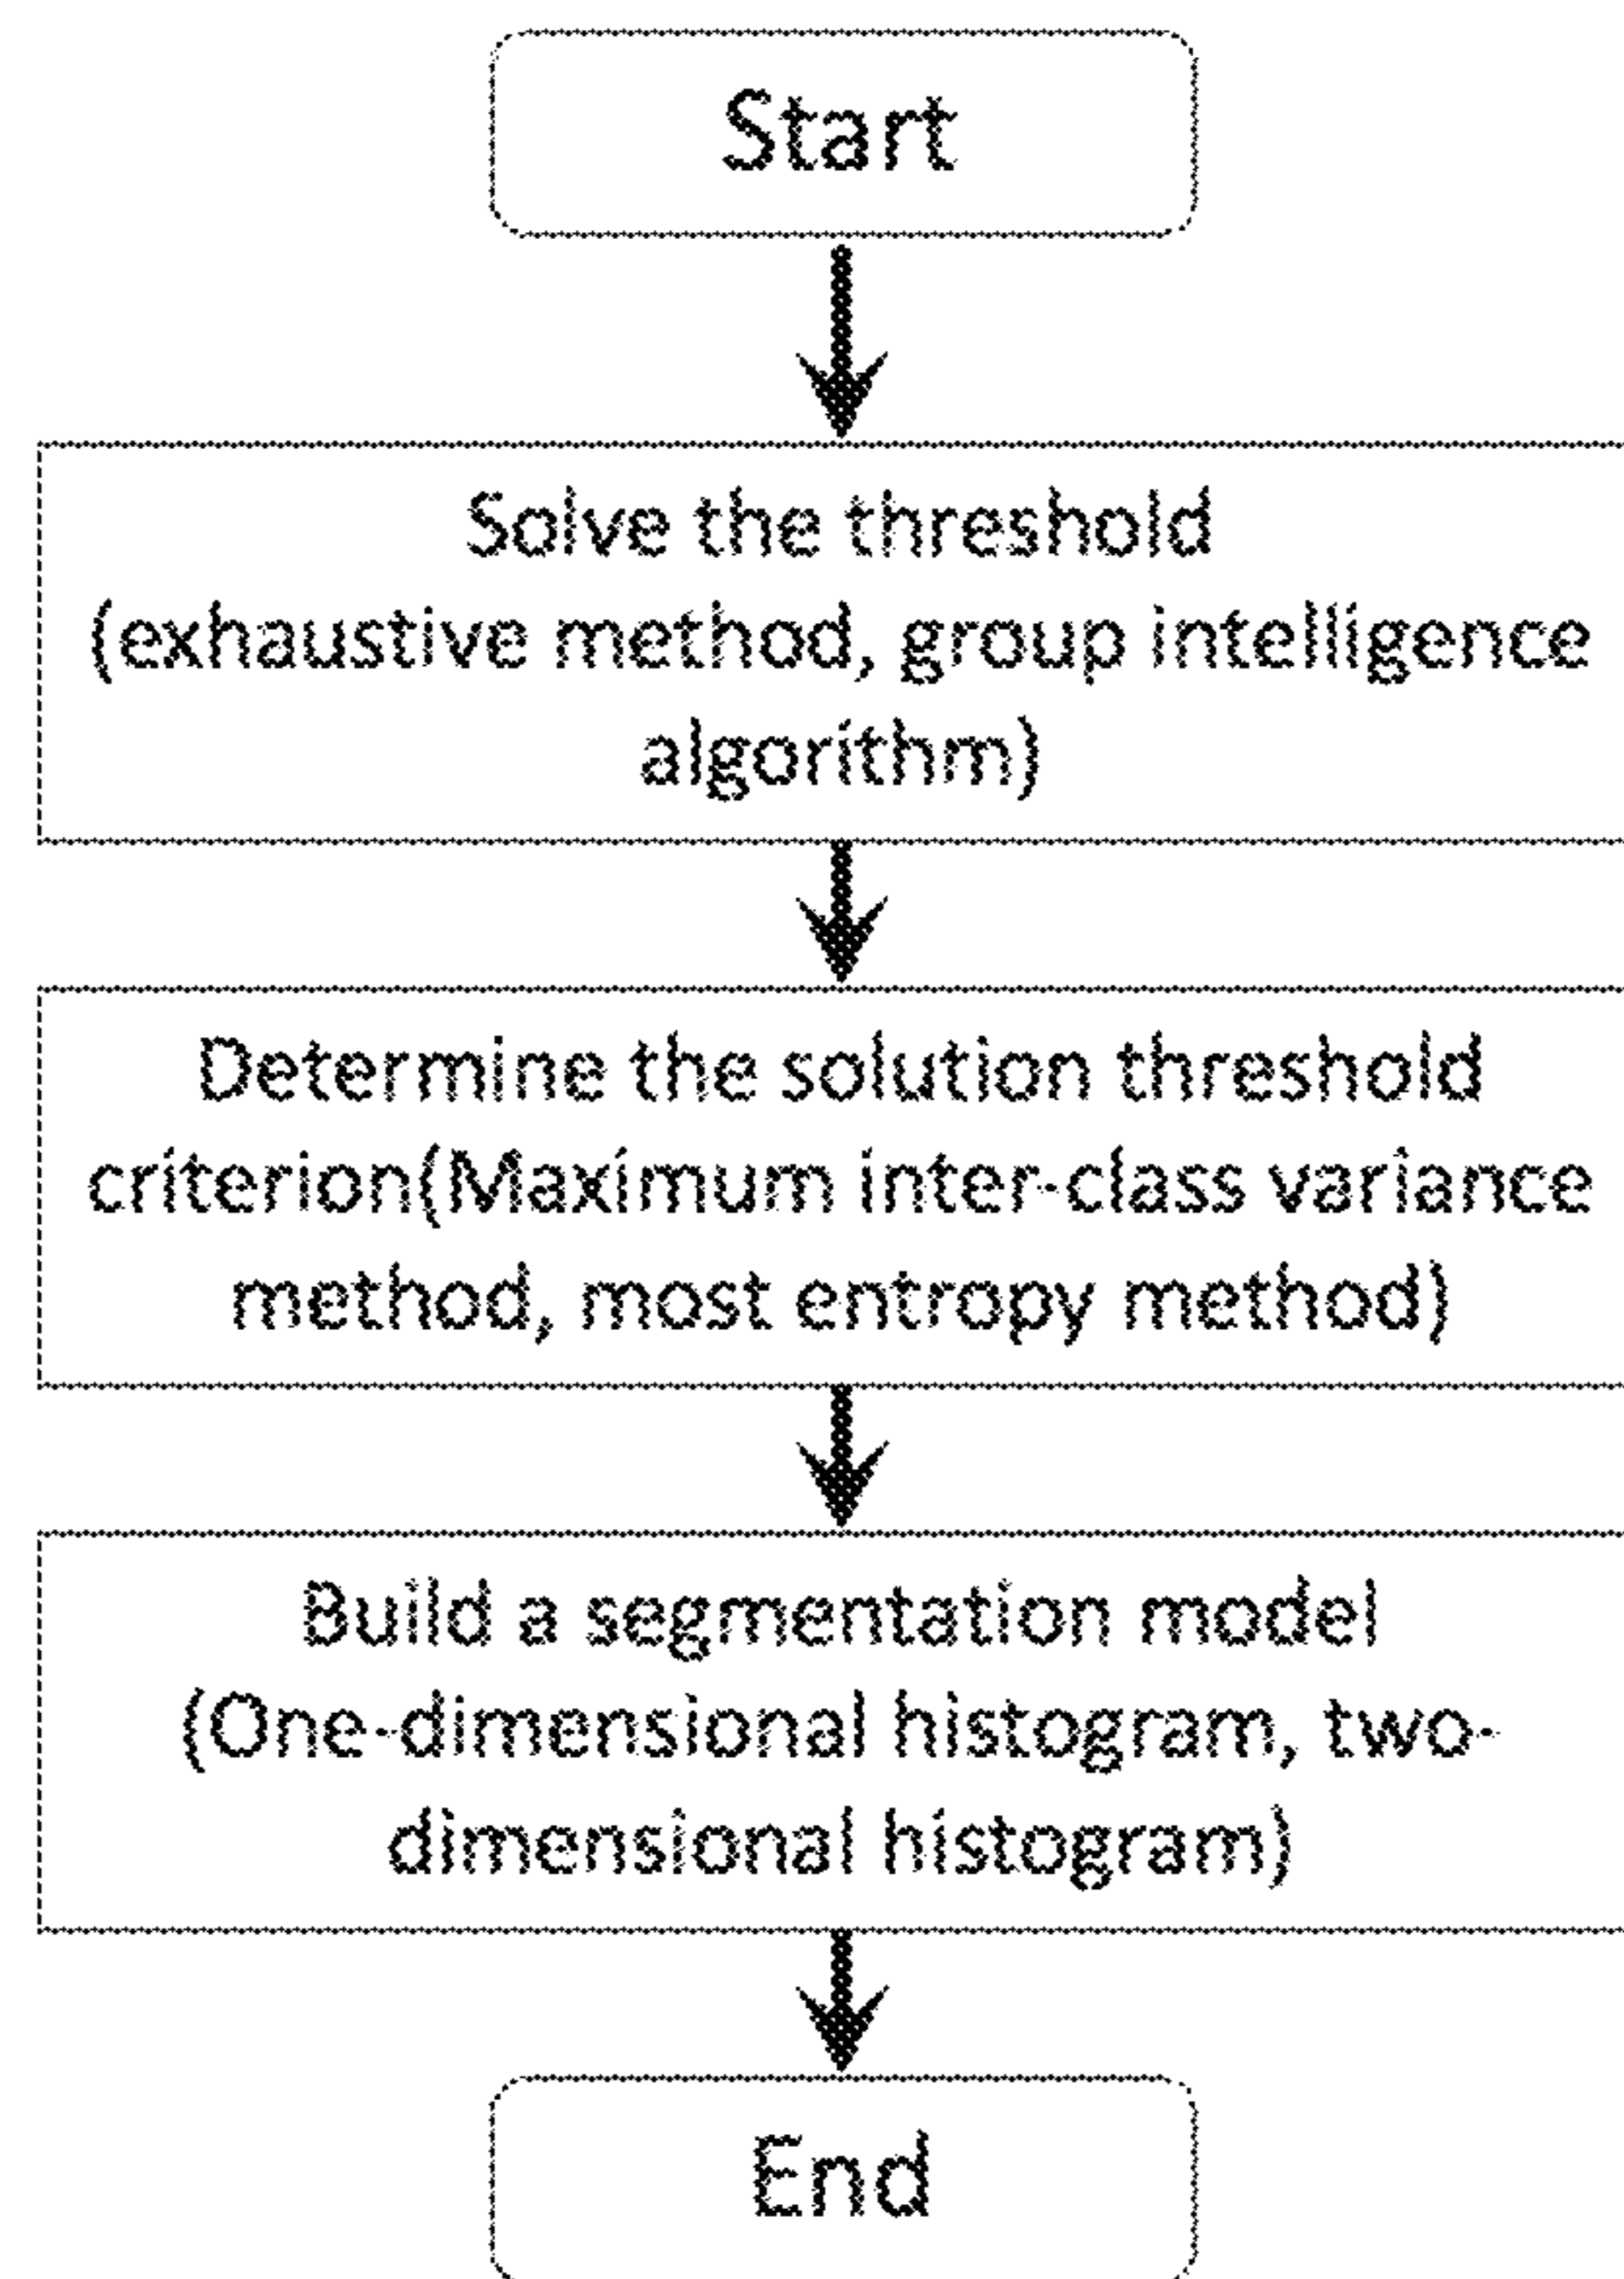 Start
Solve the threshold
(exhaustive method, group intelligence
algorithm)
Determine the solution threshold
criterion(Maximum inter-class variance
method, most entropy method)
Build a segmentation model
(One-dimensional histogram, two-
dimensional histogram)
End